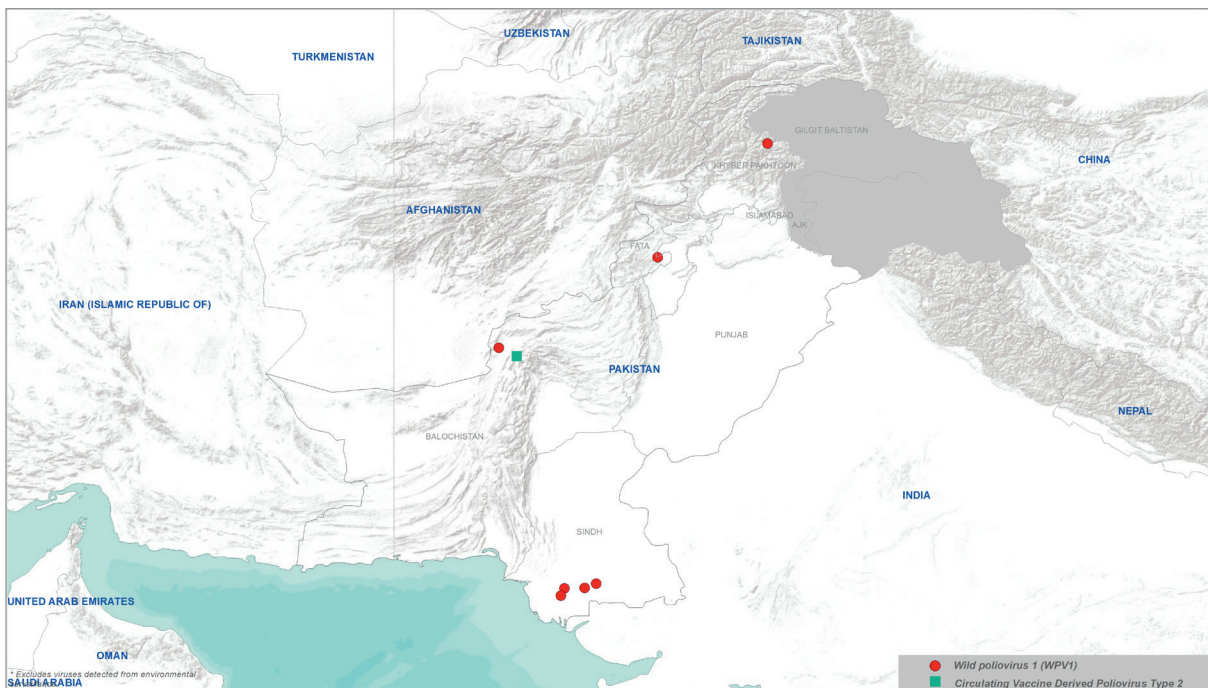 UZBEKISTAN
TAJIKISTAN
TURKMENISTAN
GILGIT BALTISTAN
CHINA
KHYBER PAKHTOON
AFGHANISTAN
ISLAMABAD
AJK
FATA
IRAN (ISLAMIC REPUBLIC OF)
PUNJAB
PAKISTAN
NEPAL
BALOCHISTAN
INDIA
SINDH
UNITED ARAB EMIRATES
OMAN
* Excludes viruses detected from environmental
SAUDI ARABIA
Wild poliovirus 1 (WPV1)
Circulating Vaccine Derived Poliovirus Type 2